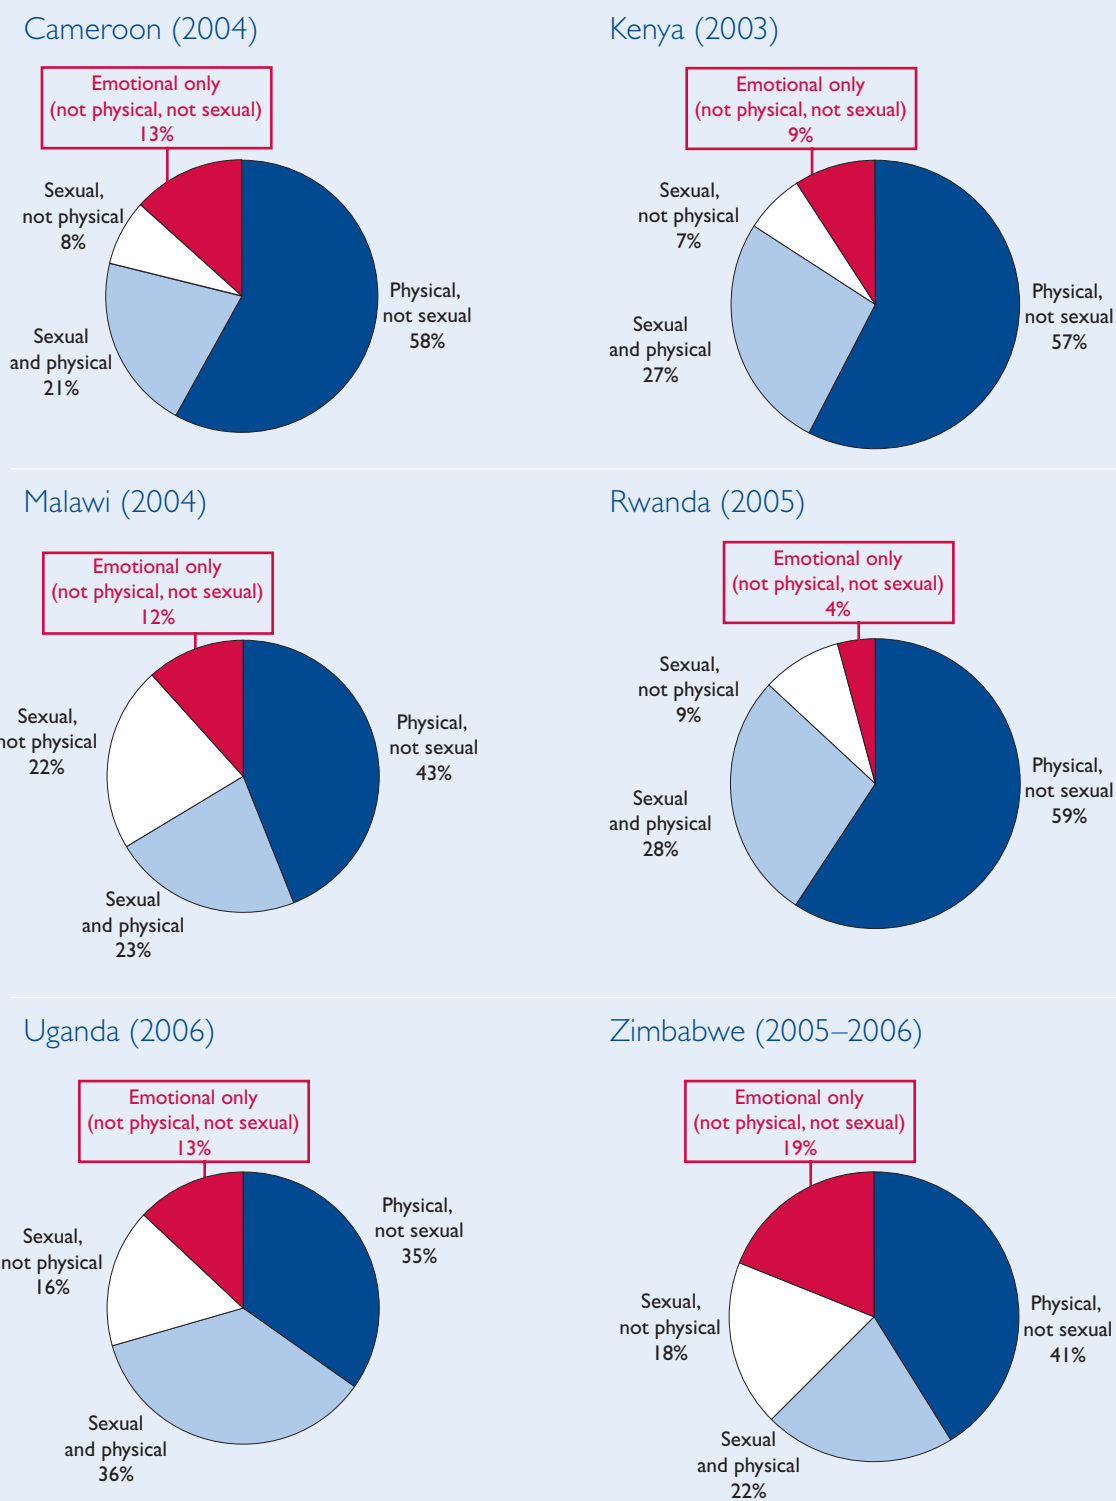 Cameroon (2004)
Emotional only
(not physical, not sexual)
13%
Sexual,
not physical
8%
Physical,
not sexual
58%
Sexual
and physical
21%
Kenya (2003)
Emotional only
(not physical, not sexual)
9%
Sexual,
not physical
7%
Physical,
not sexual
57%
Sexual
and physical
27%
Malawi (2004)
Emotional only
(not physical, not sexual)
12%
Sexual,
not physical
22%
Physical,
not sexual
43%
Sexual
and physical
23%
Rwanda (2005)
Emotional only
(not physical, not sexual)
4%
Sexual,
not physical
9%
Physical,
not sexual
59%
Sexual
and physical
28%
Uganda (2006)
Emotional only
(not physical, not sexual)
13%
Physical,
not sexual
35%
Sexual,
not physical
16%
Sexual
and physical
36%
Zimbabwe (2005–2006)
Emotional only
(not physical, not sexual)
19%
Sexual,
not physical
18%
Physical,
not sexual
41%
Sexual
and physical
22%